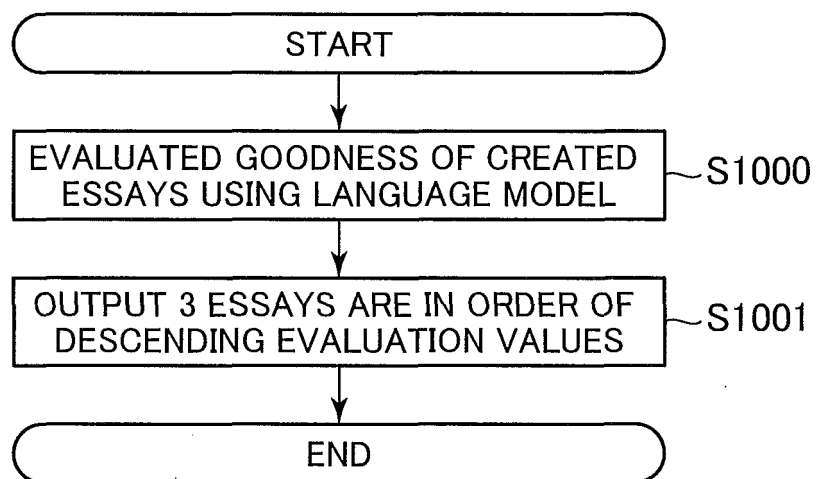 START
EVALUATED GOODNESS OF CREATED
ESSAYS USING LANGUAGE MODEL
S1000
OUTPUT 3 ESSAYS ARE IN ORDER OF
DESCENDING EVALUATION VALUES
S1001
END